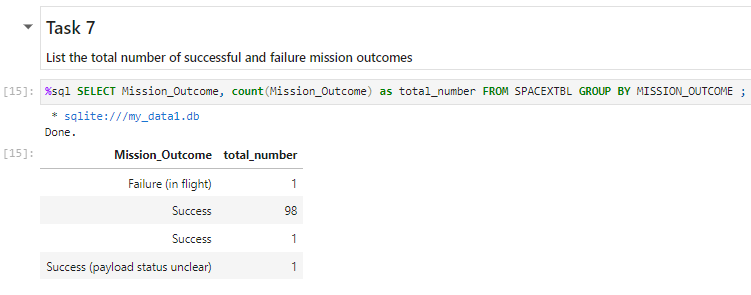 Task 7
List the total number of successful and failure mission outcomes
[15]: %sql SELECT Mission_Outcome, count(Mission_Outcome) as total_number FROM SPACEXTBL GROUP BY MISSION_OUTCOME ;
* sqlite:///my_data1.db
Done.
[15]: Mission_Outcome total_number
Failure (in flight) 1
Success 98
Success 1
Success (payload status unclear) 1